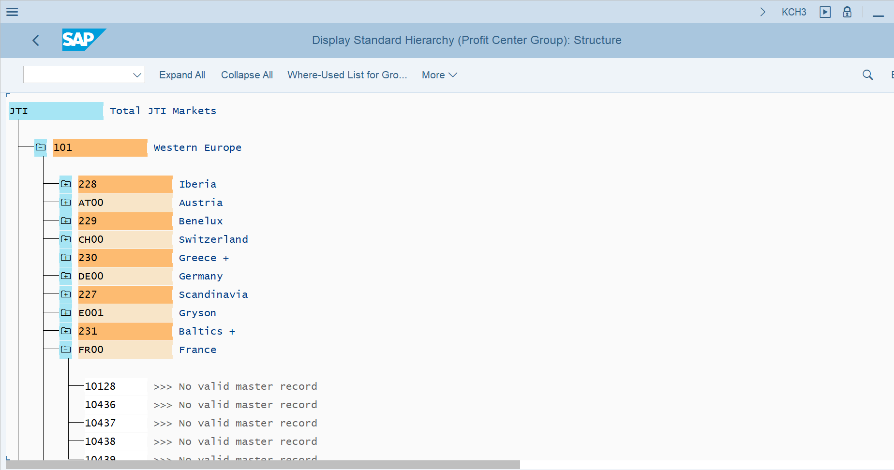 KCH3
SAP Display Standard Hierarchy (Profit Center Group): Structure
Expand All Collapse All Where-Used List for Gro... More
JTI Total JTI Markets
101 Western Europe
228 Iberia
AT00 Austria
229 Benelux
CH00 Switzerland
230 Greece +
DE00 Germany
227 Scandinavia
E001 Gryson
231 Baltics +
FR00 France
10128 >>> No valid master record
10436 >>> No valid master record
10437 >>> No valid master record
10438 >>> No valid master record
10439 >>> No valid master record